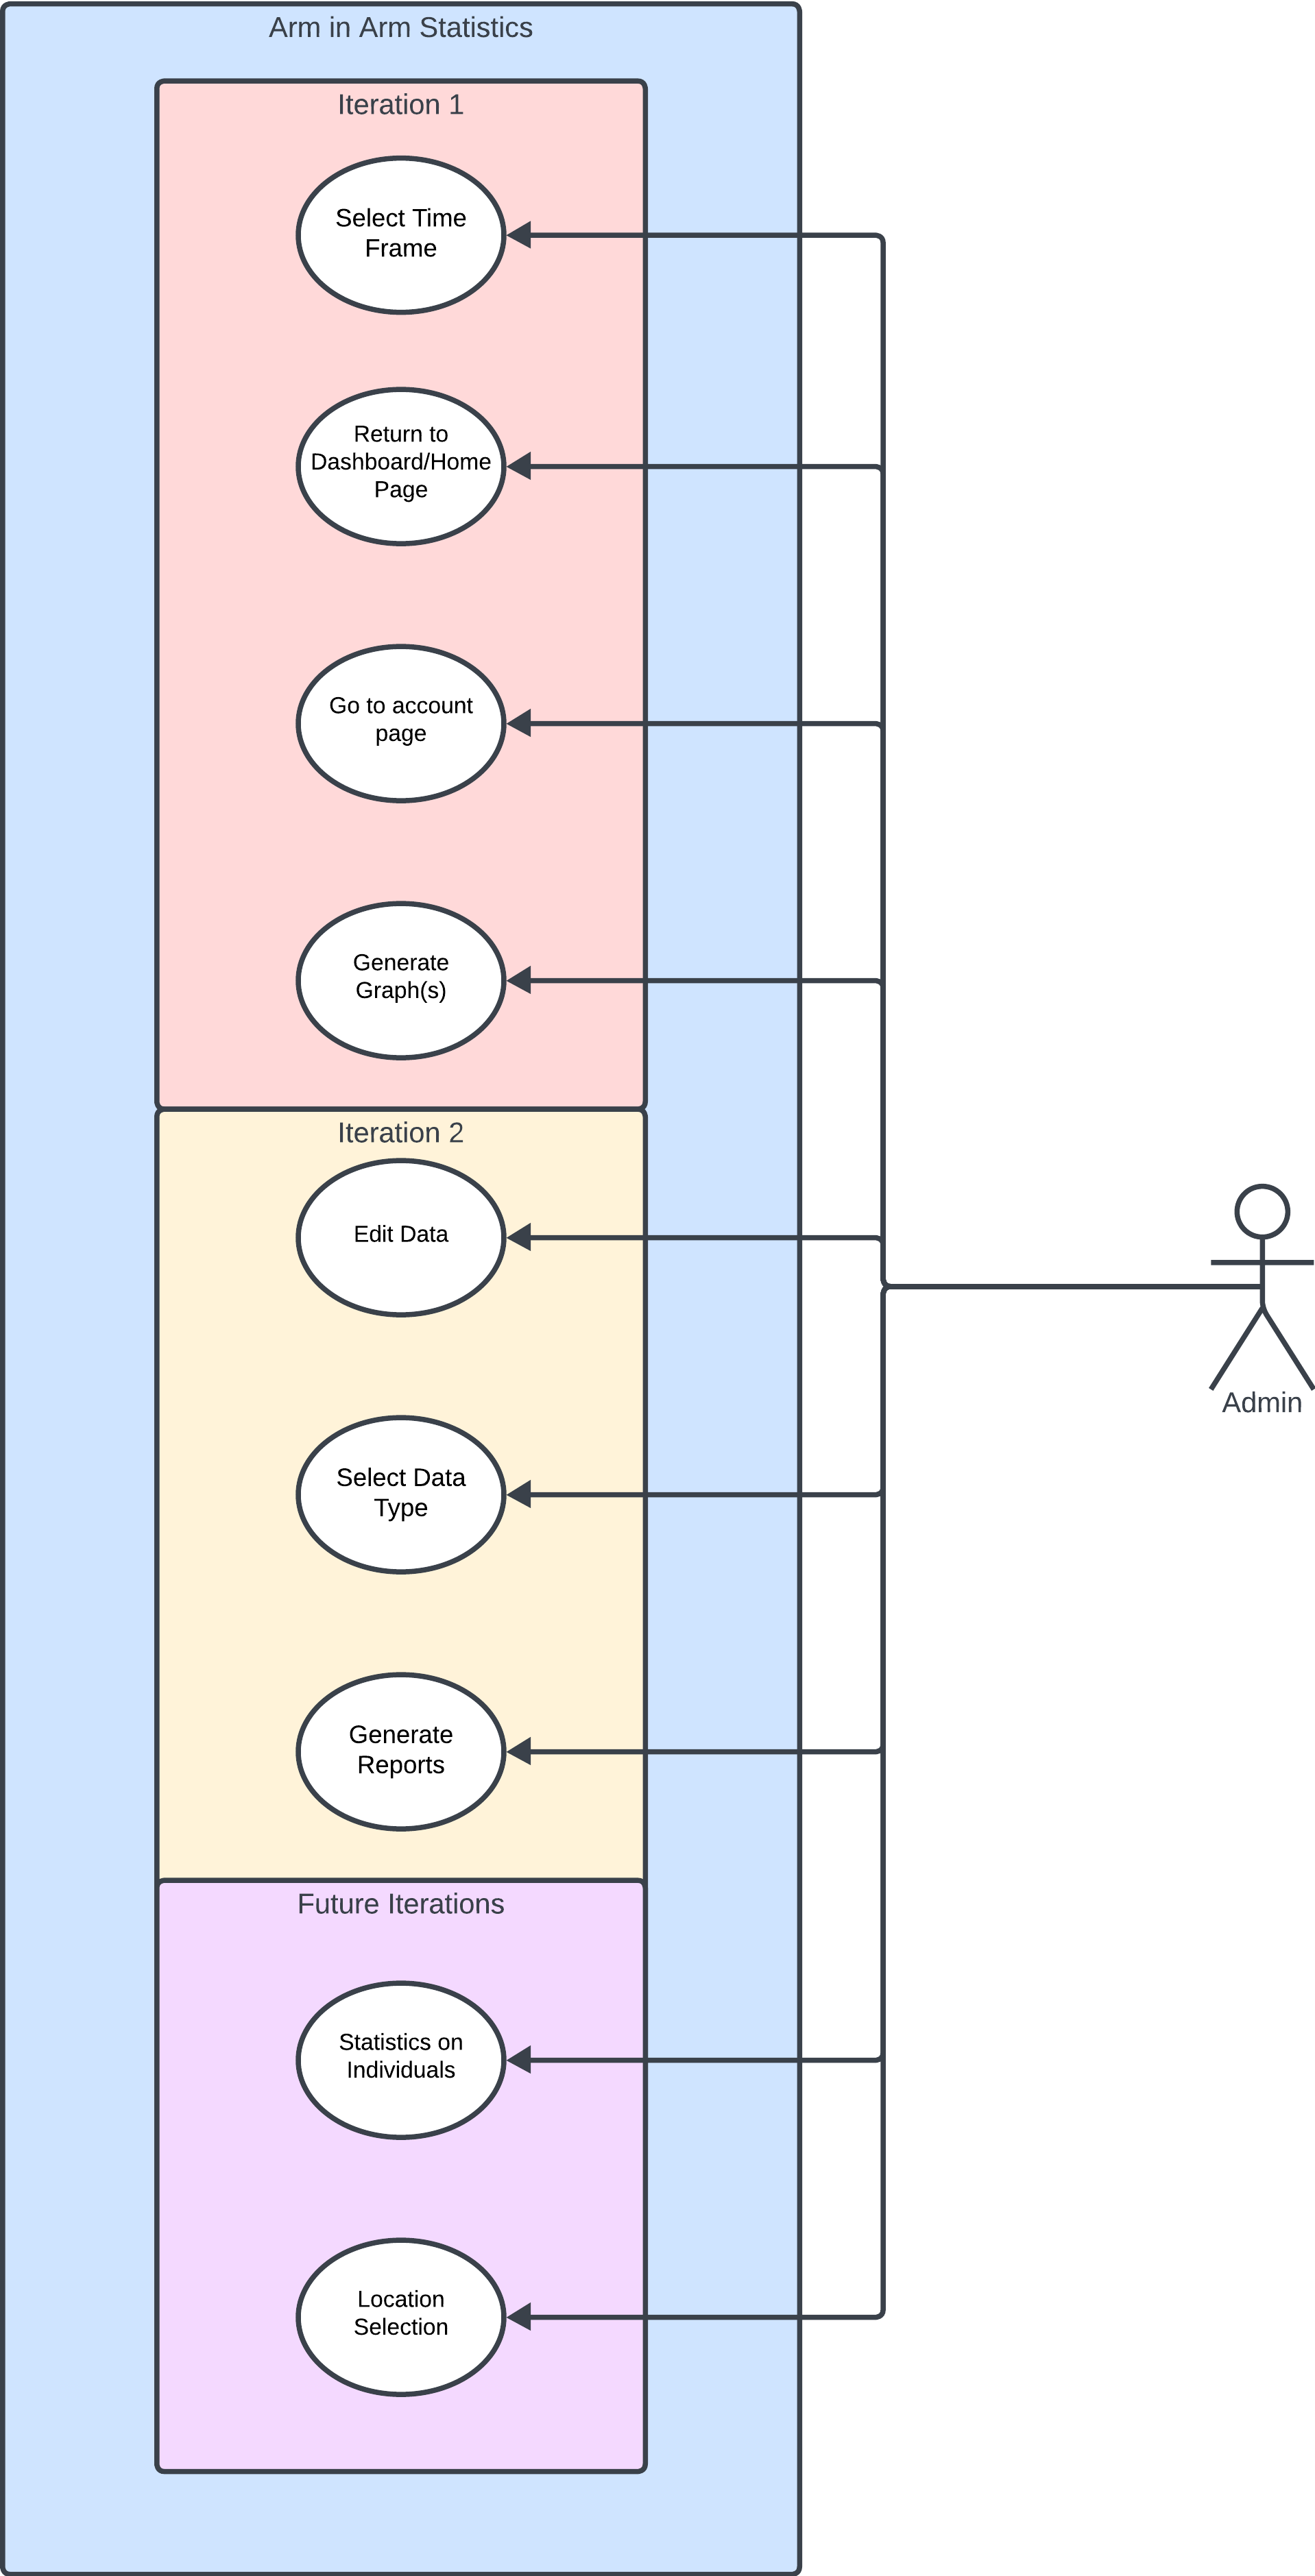 Arm in Arm Statistics
Iteration 1
Select Time
Frame
Return to
Dashboard/Home
Page
Go to account
page
Generate
Graph(s)
Iteration 2
Edit Data
Admin
Select Data
Type
Generate
Reports
Future Iterations
Statistics on
Individuals
Location
Selection